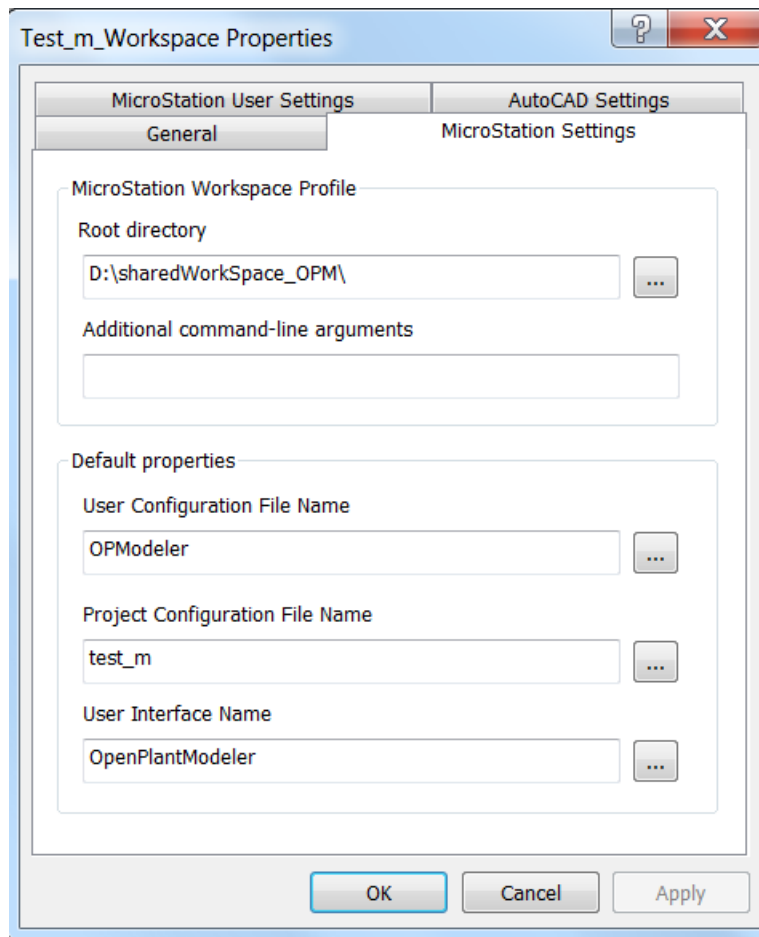 Test_m_Workspace Properties
MicroStation User Settings
AutoCAD Settings
General
MicroStation Settings
MicroStation Workspace Profile
Root directory
D:\sharedWorkSpace_OPM\
...
Additional command-line arguments
Default properties
User Configuration File Name
OPModeler
...
Project Configuration File Name
test_m
...
User Interface Name
OpenPlantModeler
...
OK
Cancel
Apply